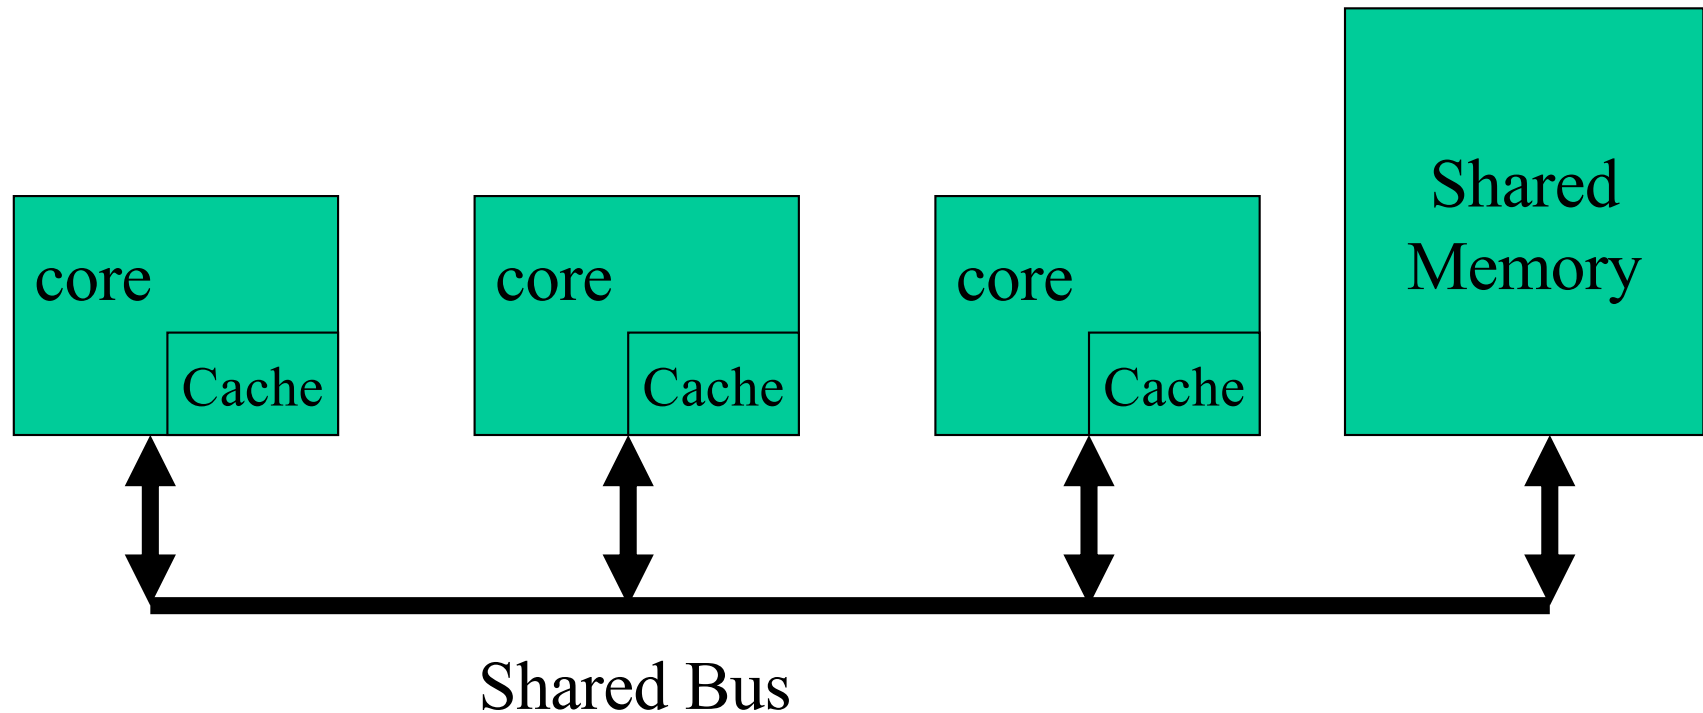 core
Cache
core
Cache
core
Cache
Shared
Memory
Shared Bus